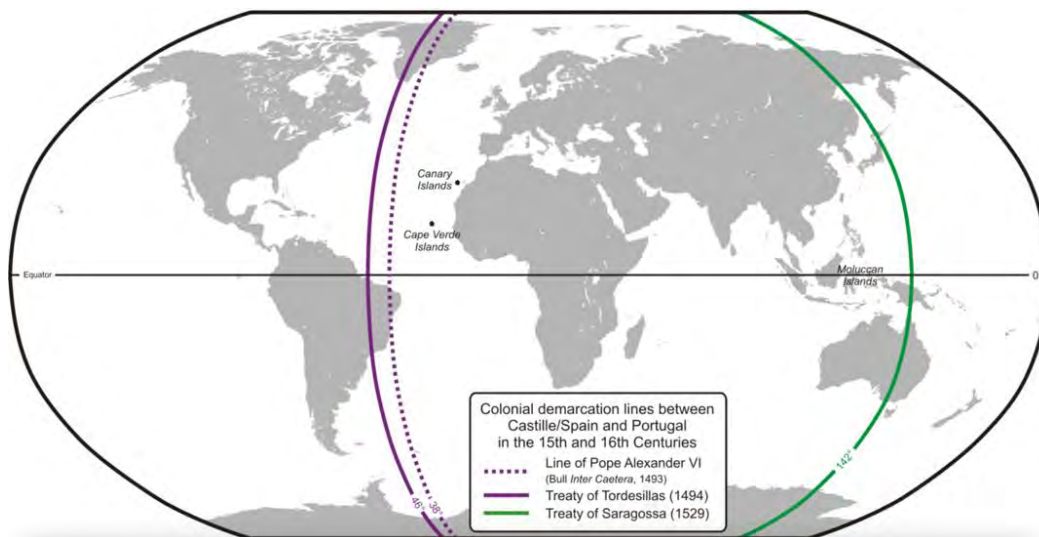 Canary
Islands
Cape Verde
Islands
Equator
Moluccan
Islands
0
Colonial demarcation lines between
Castille/Spain and Portugal
in the 15th and 16th Centuries
Line of Pope Alexander VI
(Bull Inter Caetera, 1493)
Treaty of Tordesillas (1494)
Treaty of Saragossa (1529)
46°
38°
142°